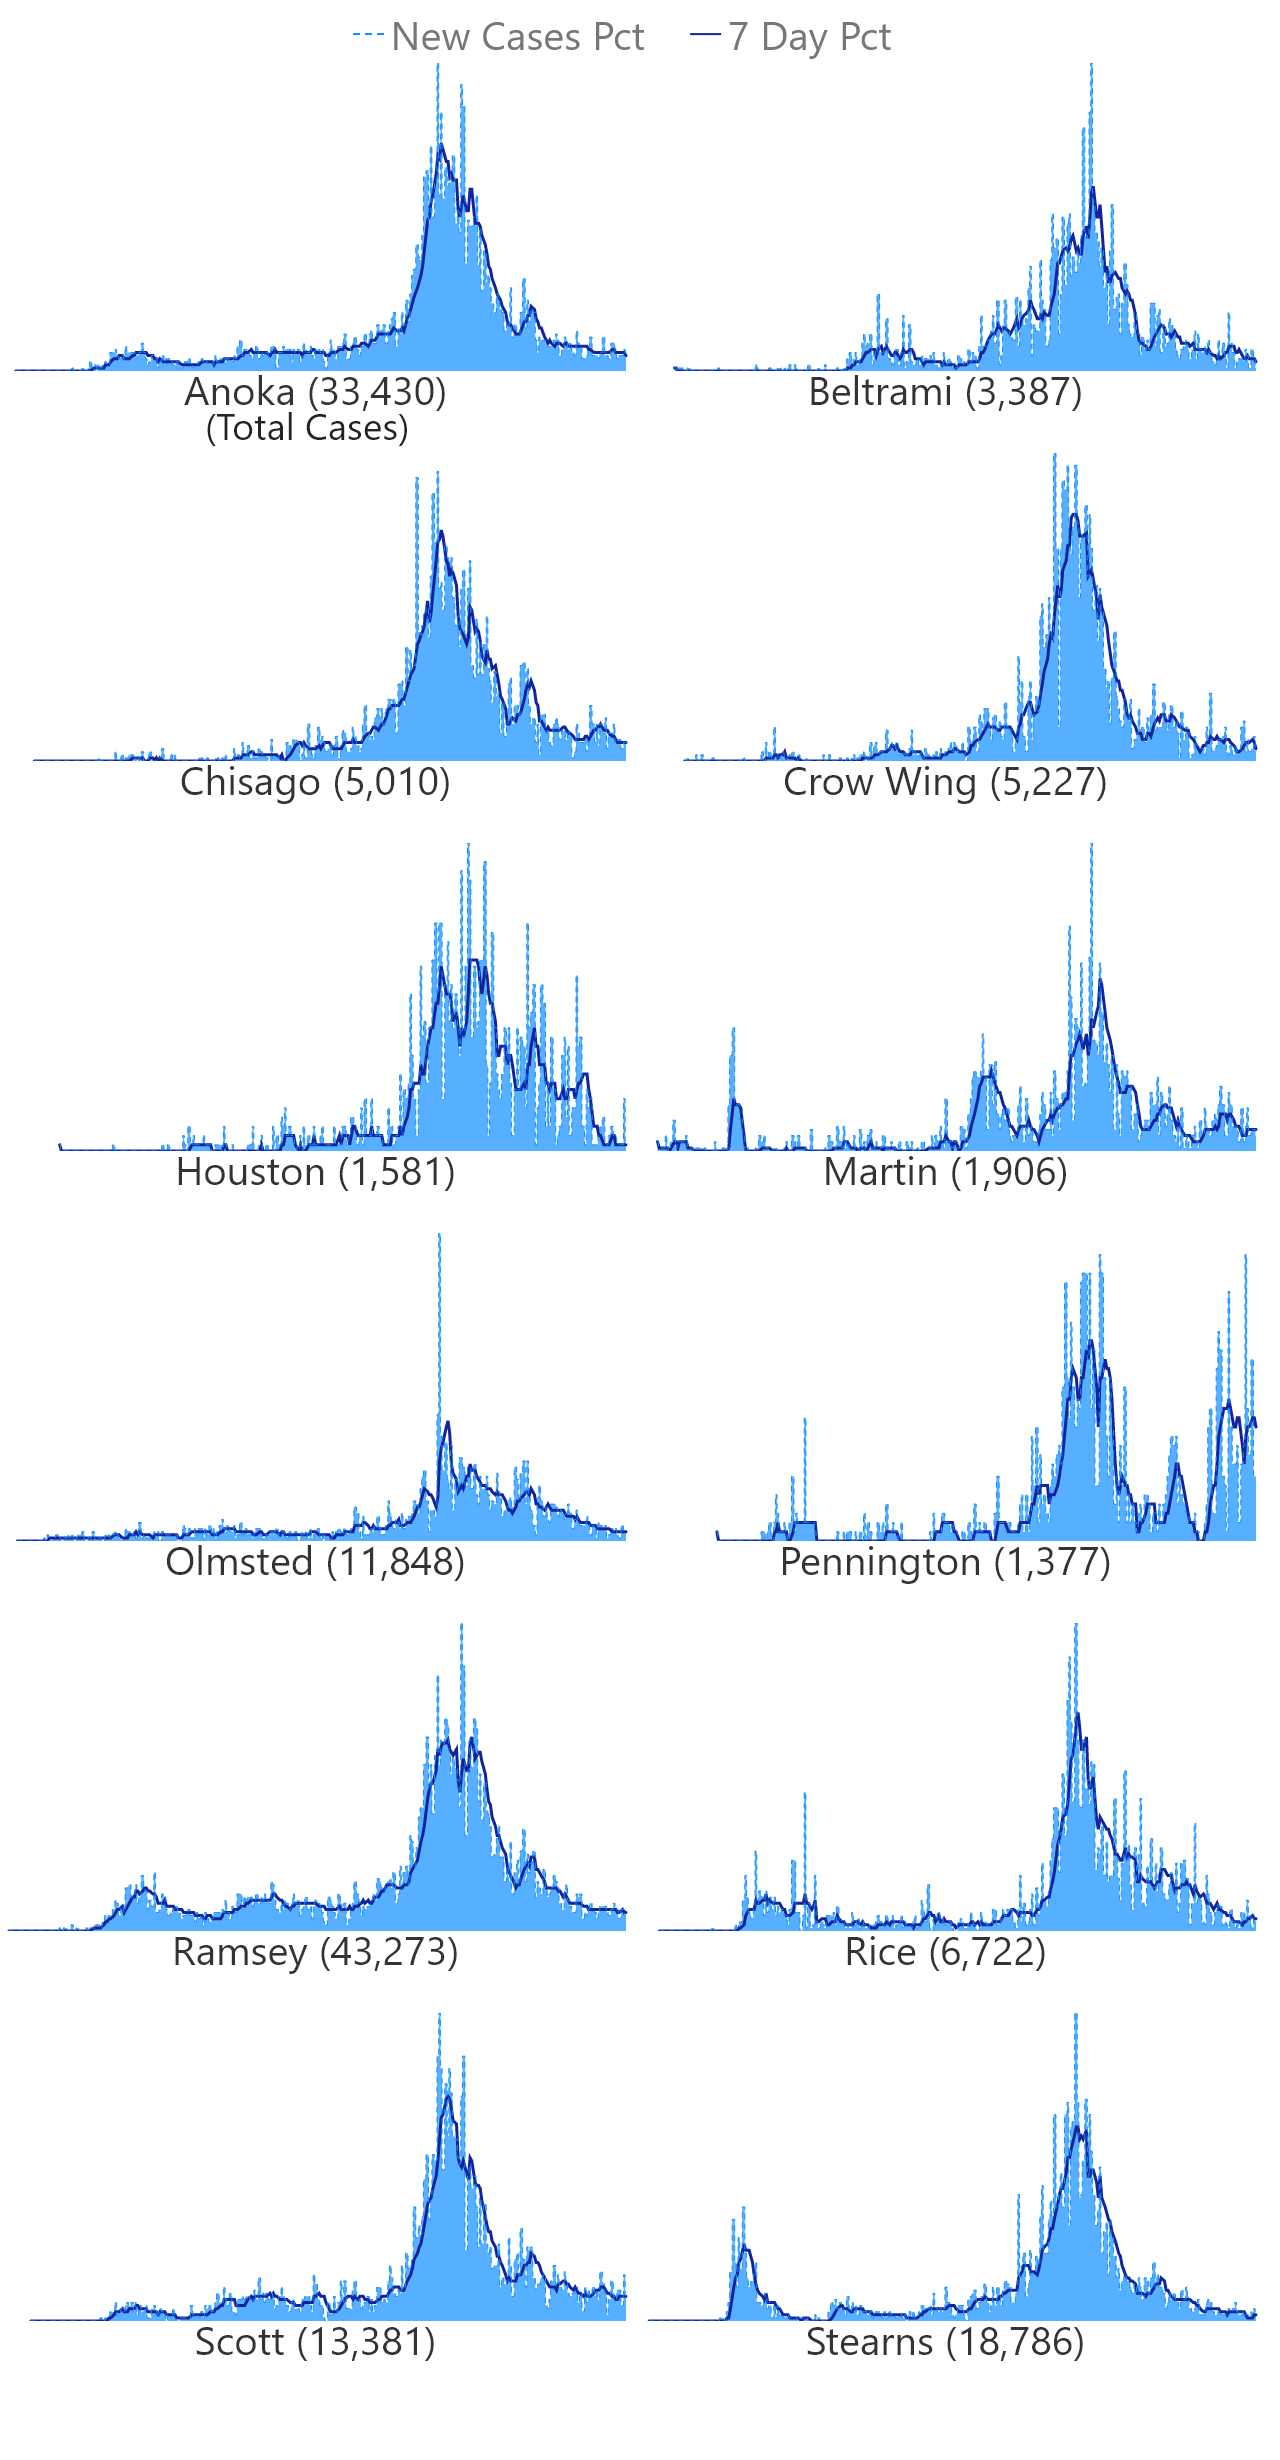 New Cases Pct 7 Day Pct
Anoka (33,430) Beltrami (3,387)
(Total Cases)
Chisago (5,010) Crow Wing (5,227)
Houston (1,581) Martin (1,906)
Olmsted (11,848) Pennington (1,377)
Ramsey (43,273) Rice (6,722)
Scott (13,381) Stearns (18,786)